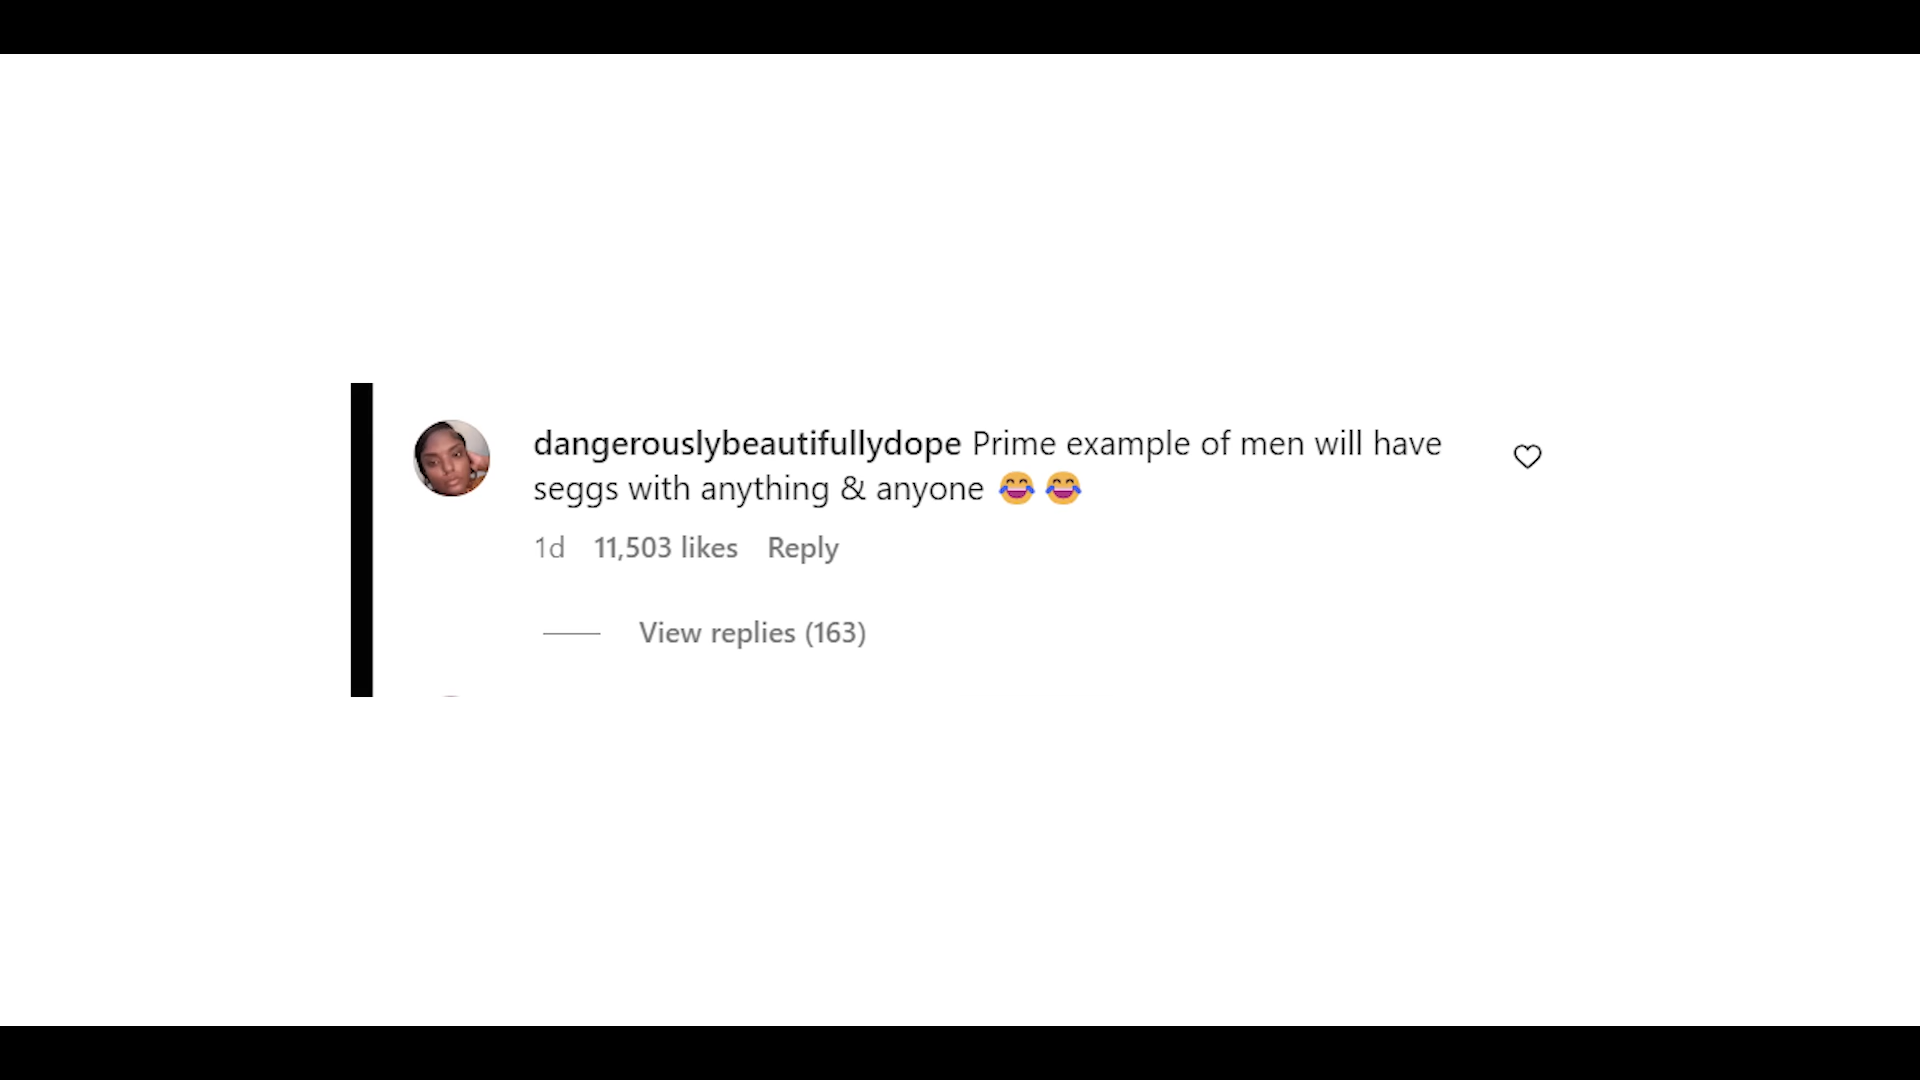 dangerouslybeautifullydope Prime example of men will have
seggs with anything & anyone 😂😂
1d 11,503 likes Reply
View replies (163)